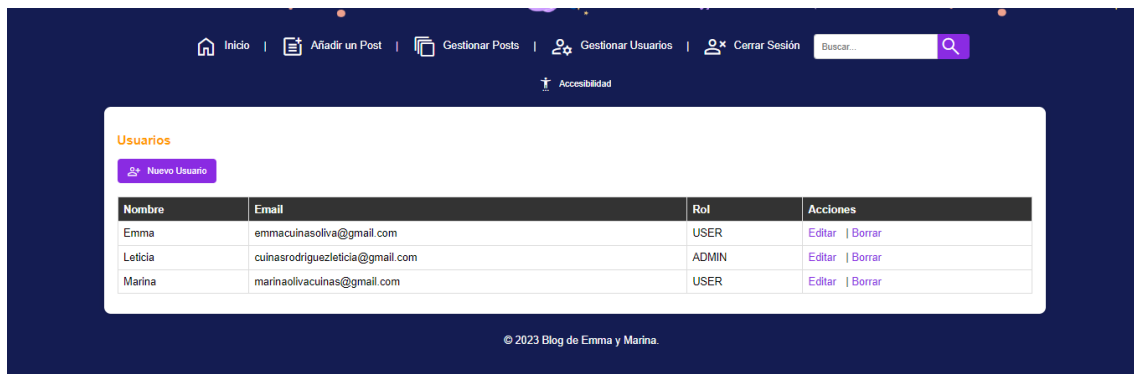 Inicio | Añadir un Post | Gestionar Posts | Gestionar Usuarios | Cerrar Sesión Buscar...
Accesibilidad
Usuarios
Nuevo Usuario
Nombre Email Rol Acciones
Emma emmacuinasoliva@gmail.com USER Editar | Borrar
Leticia cuinasrodriguezleticia@gmail.com ADMIN Editar | Borrar
Marina marinaolivacuinas@gmail.com USER Editar | Borrar
© 2023 Blog de Emma y Marina.